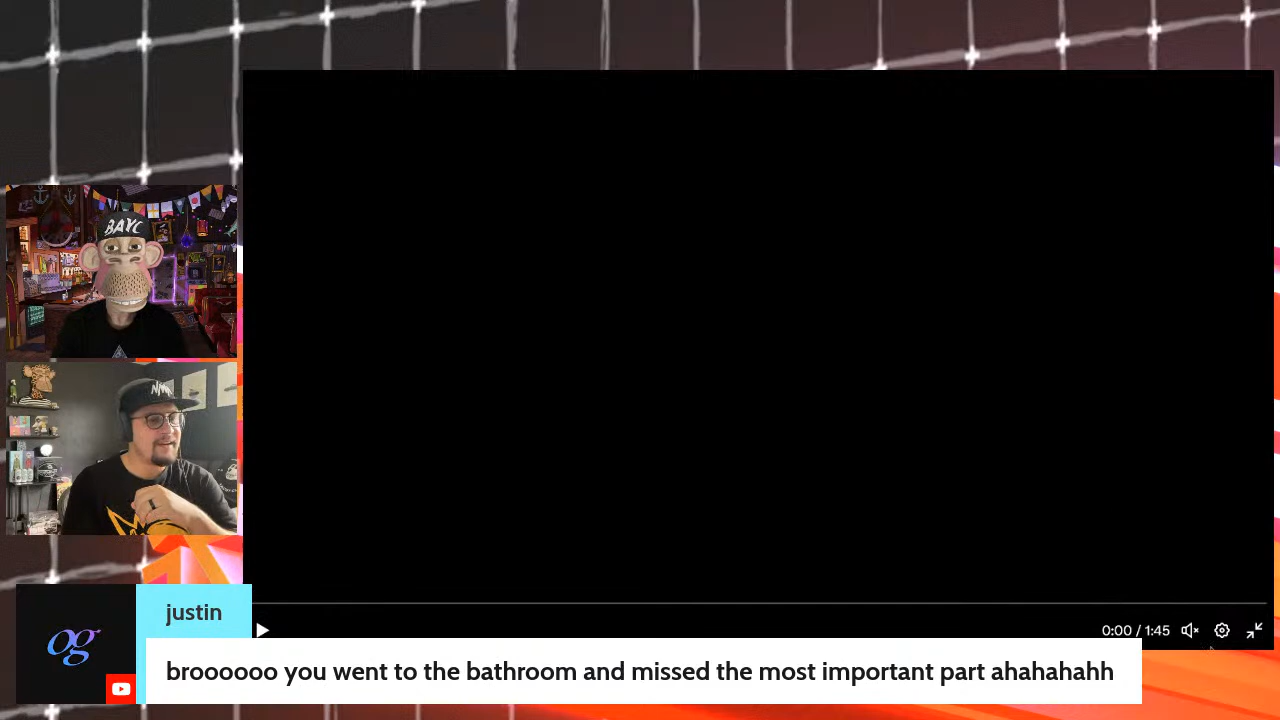 BAYC
0:00 / 1:45
og
justin
broooooo you went to the bathroom and missed the most important part ahahahahh